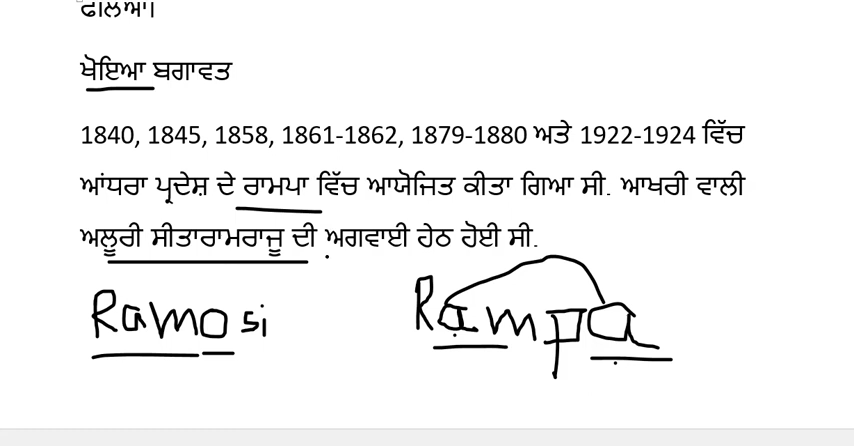 ਖੋਇਆ ਬਗਾਵਤ
1840, 1845, 1858, 1861-1862, 1879-1880 ਅਤੇ 1922-1924 ਵਿੱਚ
ਆਂਧਰਾ ਪ੍ਰਦੇਸ਼ ਦੇ ਰਾਮਪਾ ਵਿੱਚ ਆਯੋਜਿਤ ਕੀਤਾ ਗਿਆ ਸੀ. ਆਖਰੀ ਵਾਲੀ
ਅਲੂਰੀ ਸੀਤਾਰਾਮਰਾਜੂ ਦੀ ਅਗਵਾਈ ਹੇਠ ਹੋਈ ਸੀ.
Ramosi Rampa